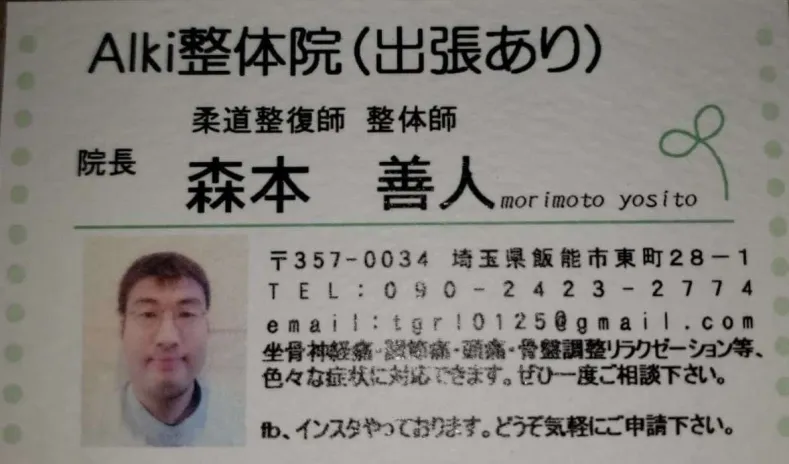 Alki整体院（出張あり）
柔道整復師 整体師
院長 森本 善人 morimoto yosito
〒357-0034 埼玉県飯能市東町28-1
TEL:090-2423-2774
email:tgrl0125@gmail.com
坐骨神経痛・調節痛・頭痛・骨盤調整リラクゼーション等、
色々な症状に対応できます。ぜひ一度ご相談下さい。
fb、インスタやっております。どうぞ気軽にご申請下さい。